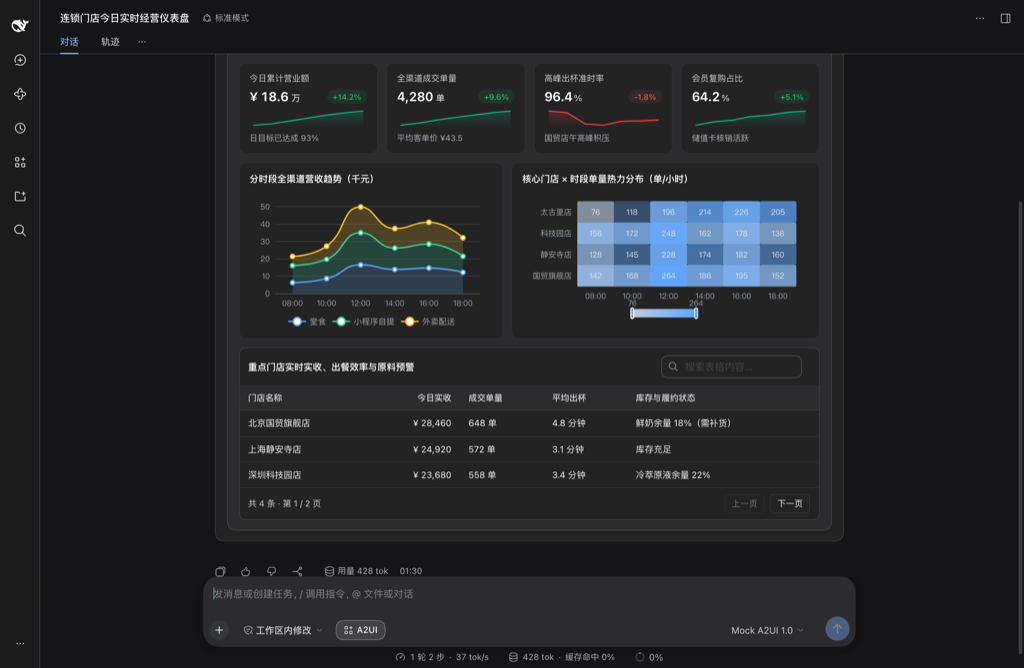 连锁门店今日实时经营仪表盘 标准模式
对话 轨迹
今日累计营业额 全渠道成交单量 高峰出杯准时率 会员复购占比
¥ 18.6 万 +14.2% 4,280 单 +9.6% 96.4 % -1.8% 64.2 % +5.1%
日目标已达成 93% 平均客单价 ¥43.5 国贸店午高峰积压 储值卡核销活跃
分时段全渠道营收趋势（千元）
50
40
30
20
10
0
08:00 10:00 12:00 14:00 16:00 18:00
堂食 小程序自提 外卖配送
核心门店 × 时段单量热力分布（单/小时）
太古里店 76 118 196 214 226 205
科技园店 156 172 248 162 178 138
静安寺店 128 145 228 174 182 160
国贸旗舰店 142 168 264 186 195 152
08:00 10:00 12:00 14:00 16:00 18:00
76 264
重点门店实时实收、出餐效率与原料预警 搜索表格内容...
门店名称 今日实收 成交单量 平均出杯 库存与履约状态
北京国贸旗舰店 ¥ 28,460 648 单 4.8 分钟 鲜奶余量 18%（需补货）
上海静安寺店 ¥ 24,920 572 单 3.1 分钟 库存充足
深圳科技园店 ¥ 23,680 558 单 3.4 分钟 冷萃原液余量 22%
共 4 条 · 第 1 / 2 页 上一页 下一页
用量 428 tok 01:30
发消息或创建任务, / 调用指令, @ 文件或对话
工作区内修改 A2UI Mock A2UI 1.0
1 轮 2 步 · 37 tok/s 428 tok · 缓存命中 0% 0%